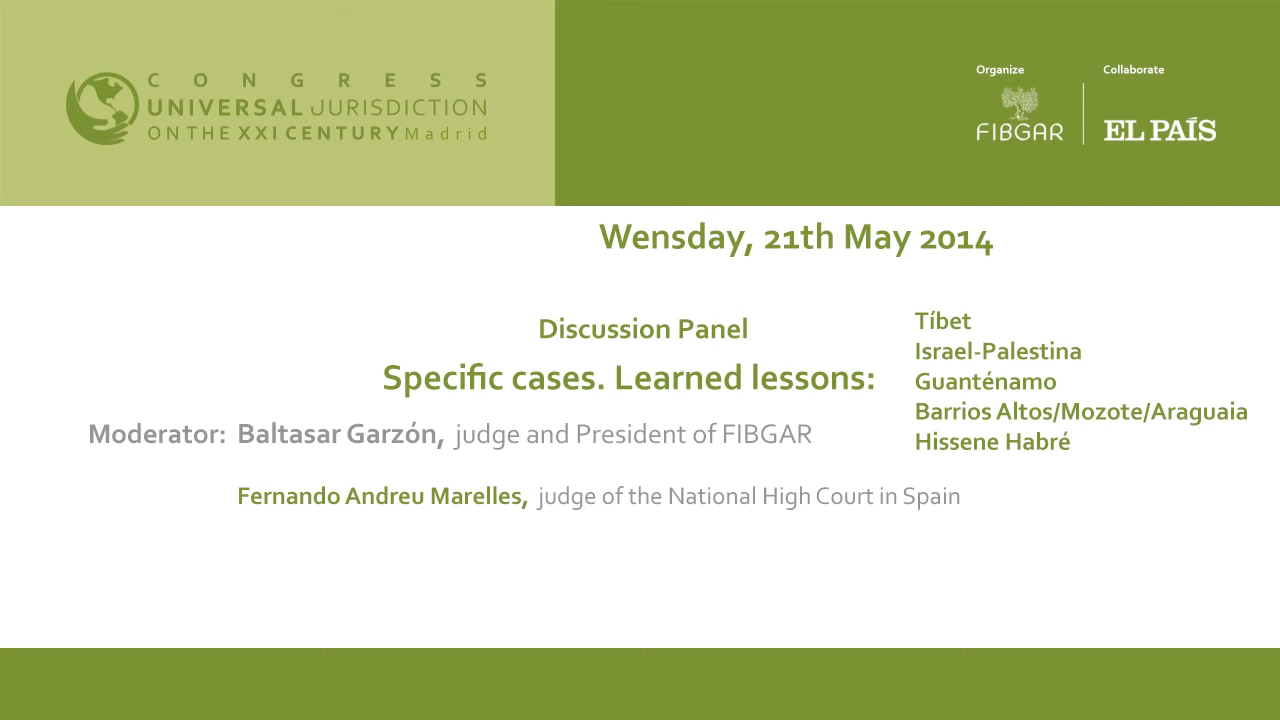 CONGRESS
UNIVERSAL JURISDICTION
ON THE XXI CENTURY Madrid
Organize
FIBGAR
Collaborate
EL PAÍS
Wensday, 21th May 2014
Discussion Panel
Specific cases. Learned lessons:
Tíbet
Israel-Palestina
Guanténamo
Barrios Altos/Mozote/Araguaia
Hissene Habré
Moderator: Baltasar Garzón, judge and President of FIBGAR
Fernando Andreu Marelles, judge of the National High Court in Spain